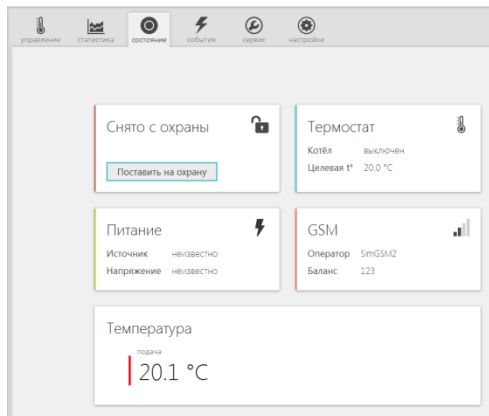 управление статистика состояние события сервис настройки
Снято с охраны
Поставить на охрану
Термостат
Котёл выключен
Целевая t° 20.0 °C
Питание
Источник неизвестно
Напряжение неизвестно
GSM
Оператор SimGSM2
Баланс 123
Температура
подача
20.1 °C